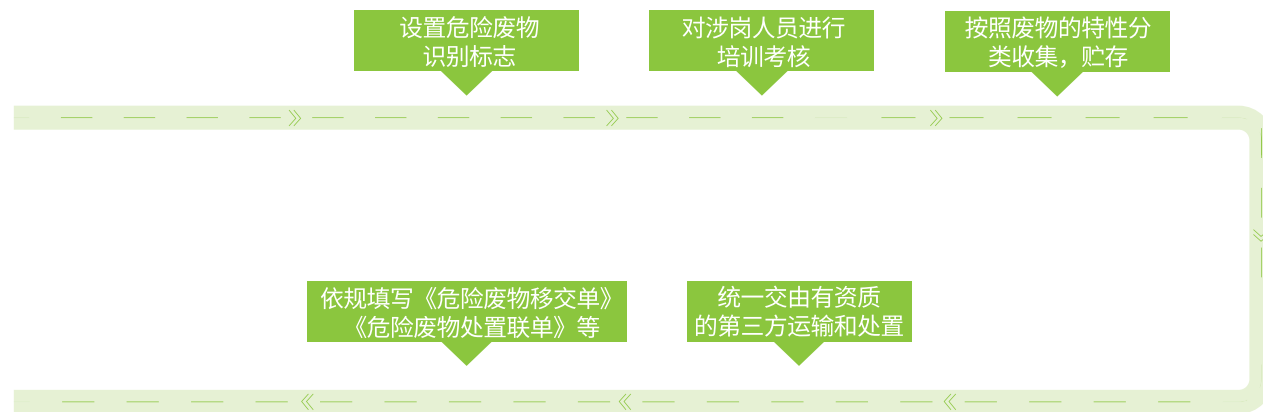 设置危险废物
识别标志
对涉岗人员进行
培训考核
按照废物的特性分
类收集，贮存
统一交由有资质
的第三方运输和处置
依规填写《危险废物移交单》
《危险废物处置联单》等